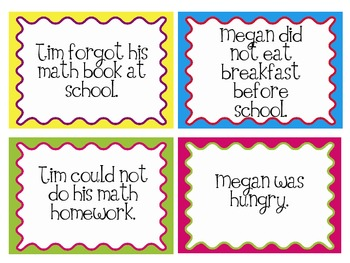 Tim forgot his
math book at
school.
Megan did
not eat
breakfast
before
school.
Tim could not
do his math
homework.
Megan was
hungry.